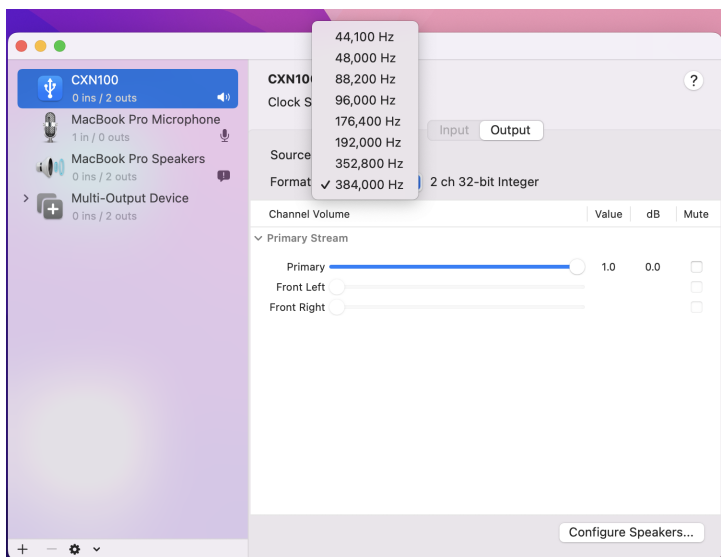 CXN100
0 ins / 2 outs
MacBook Pro Microphone
1 in / 0 outs
MacBook Pro Speakers
0 ins / 2 outs
Multi-Output Device
0 ins / 2 outs
44,100 Hz
48,000 Hz
88,200 Hz
96,000 Hz
176,400 Hz
192,000 Hz
352,800 Hz
✓ 384,000 Hz
CXN10
?
Clock S
Input Output
Source
Format 2 ch 32-bit Integer
Channel Volume Value dB Mute
Primary Stream
Primary 1.0 0.0
Front Left
Front Right
Configure Speakers...